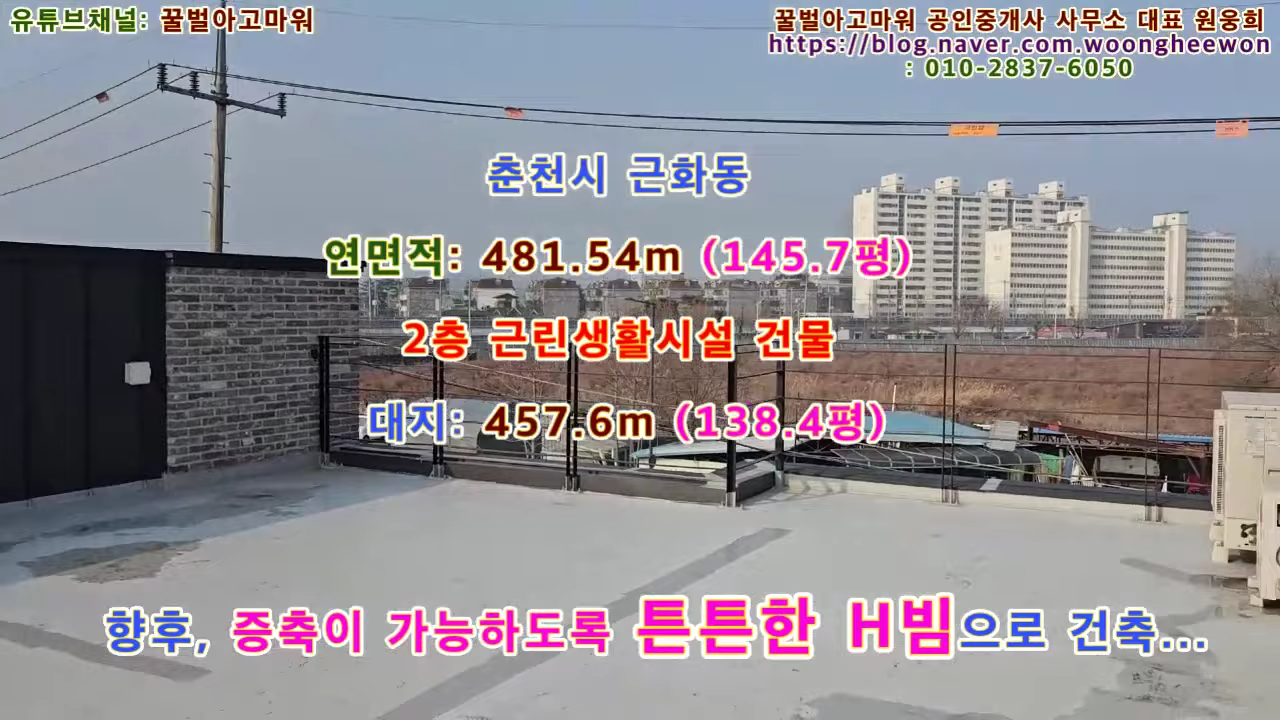 유튜브채널: 꿀벌아고마워
꿀벌아고마워 공인중개사 사무소 대표 원웅희
https://blog.naver.com.woongheewon
: 010-2837-6050
춘천시 근화동
연면적: 481.54m (145.7평)
2층 근린생활시설 건물
대지: 457.6m (138.4평)
향후, 증축이 가능하도록 튼튼한 H빔으로 건축...